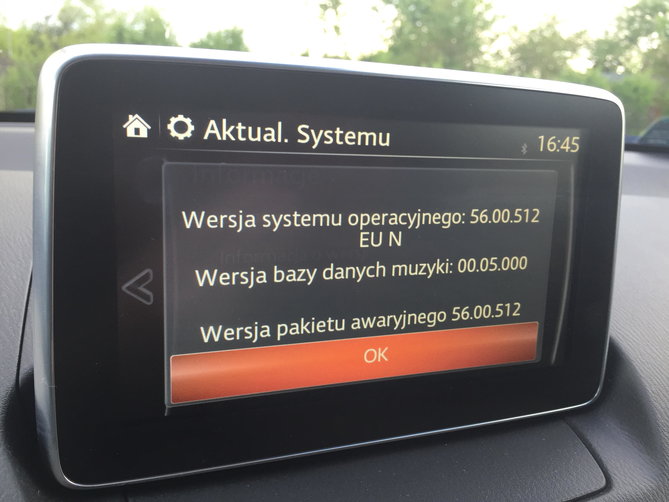 Aktual. Systemu
16:45
Informacje
Wersja systemu operacyjnego: 56.00.512
EU N
Wersja bazy danych muzyki: 00.05.000
Wersja pakietu awaryjnego 56.00.512
OK